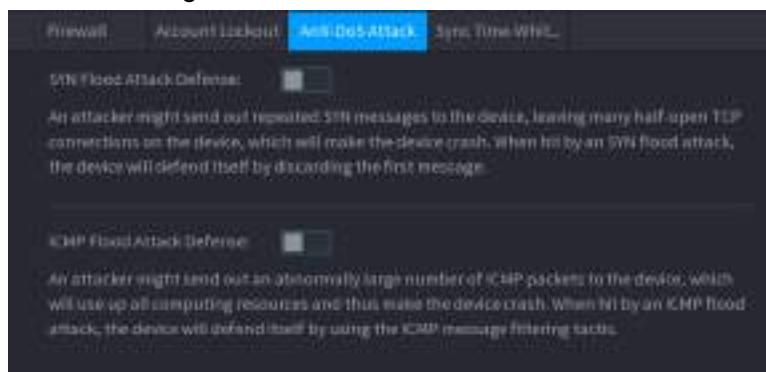 Firewall Account Lockout Anti-DoS Attack Sync Time-Whit...
SYN Flood Attack Defense:
An attacker might send out repeated SYN messages to the device, leaving many half-open TCP
connections on the device, which will make the device crash. When hit by an SYN flood attack,
the device will defend itself by discarding the first message.
ICMP Flood Attack Defense:
An attacker might send out an abnormally large number of ICMP packets to the device, which
will use up all computing resources and thus make the device crash. When hit by an ICMP flood
attack, the device will defend itself by using the ICMP message filtering tactic.